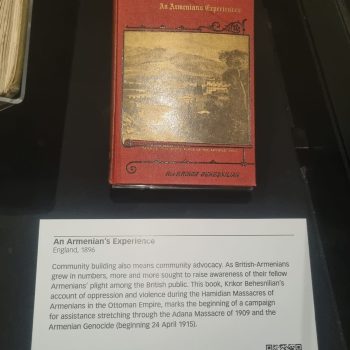 An Armenians Experiences
KRIKOR BEHESNILIAN
An Armenian's Experience
England, 1896
Community building also means community advocacy. As British-Armenians
grew in numbers, more and more sought to raise awareness of their fellow
Armenians' plight among the British public. This book, Krikor Behesnilian's
account of oppression and violence during the Hamidian Massacres of
Armenians in the Ottoman Empire, marks the beginning of a campaign
for assistance stretching through the Adana Massacre of 1909 and the
Armenian Genocide (beginning 24 April 1915).